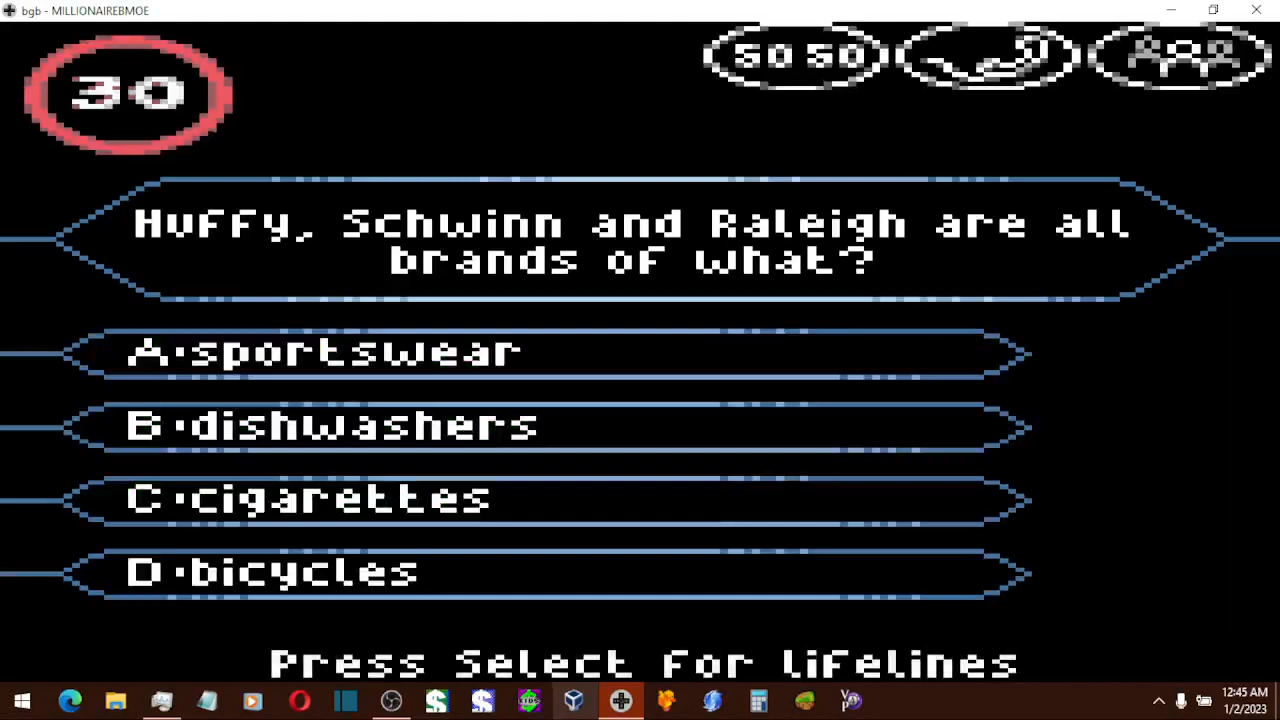 bgb - MILLIONAIREBMOE
30
50 50
Huffy, Schwinn and Raleigh are all
brands of what?
A·sportswear
B·dishwashers
C·cigarettes
D·bicycles
Press Select for lifelines
KIDS
12:45 AM
1/2/2023